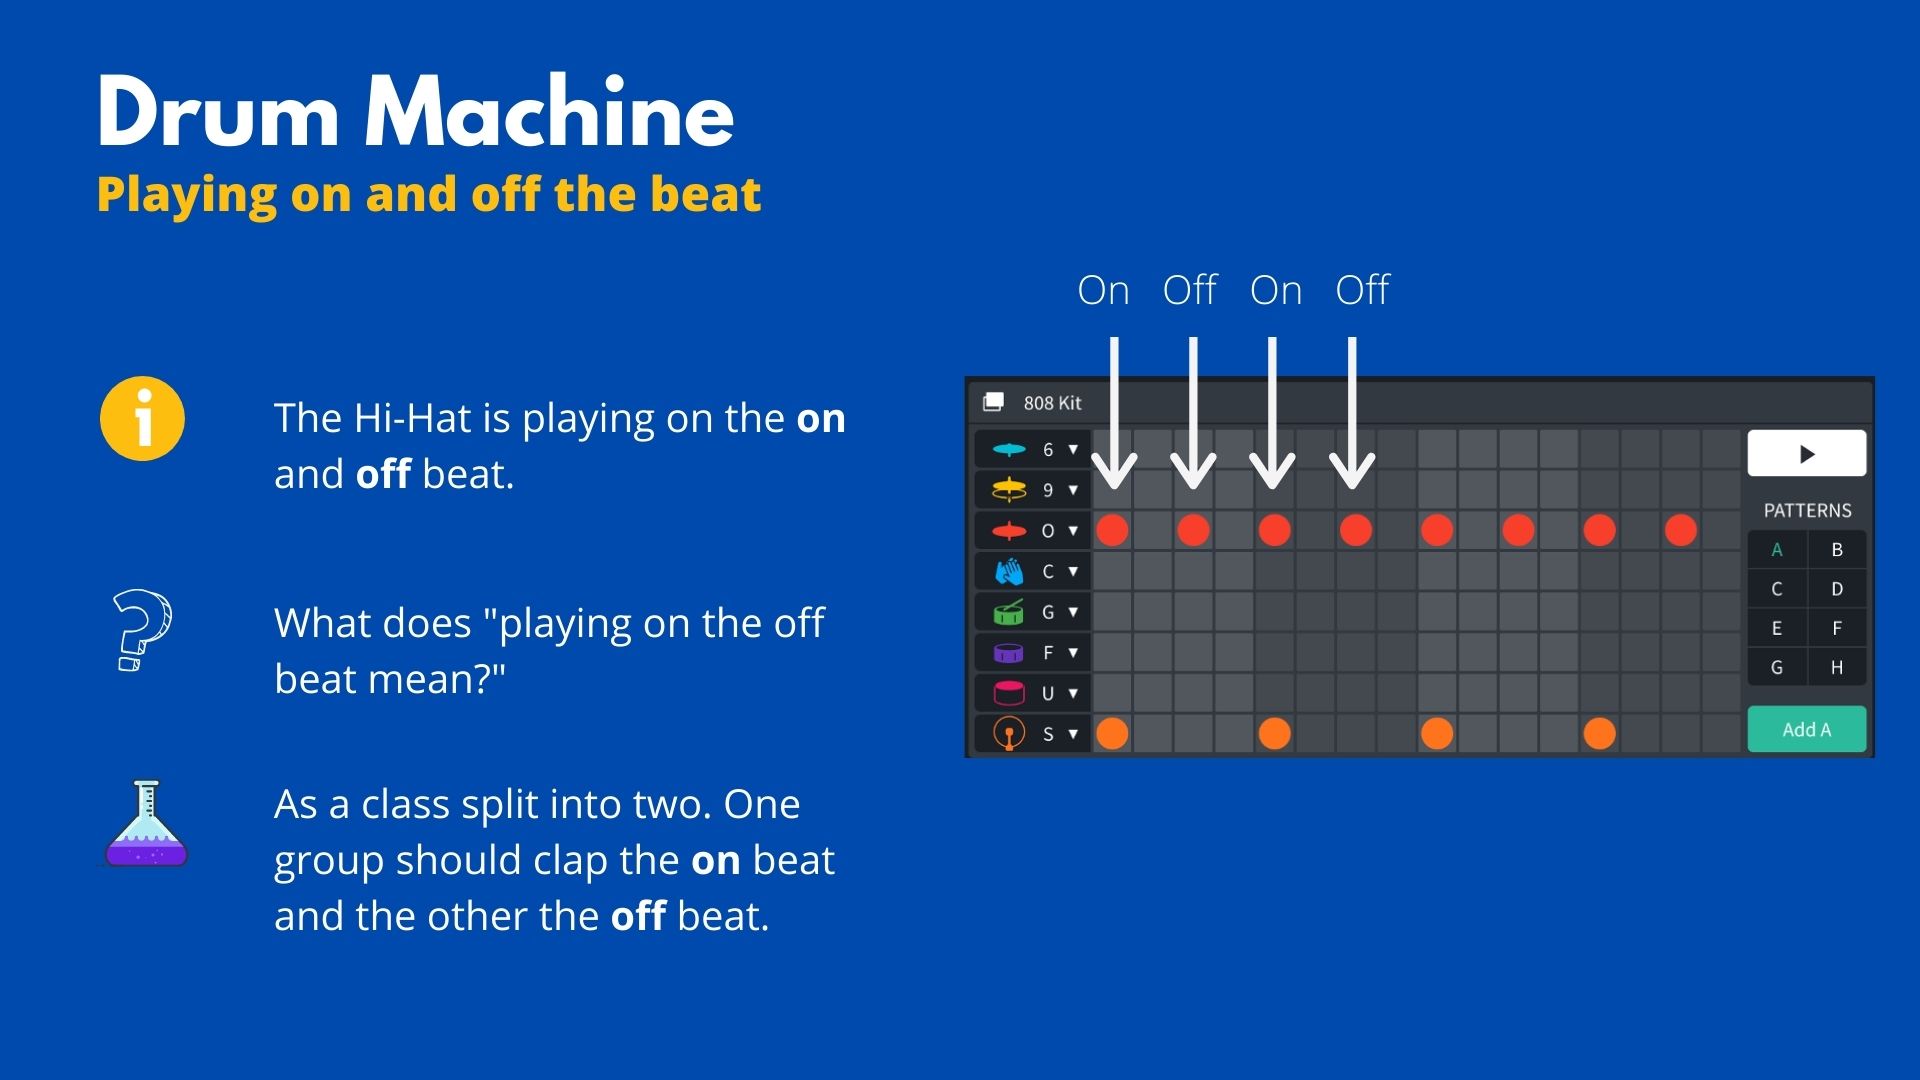 Drum Machine
Playing on and off the beat
The Hi-Hat is playing on the on
and off beat.
What does "playing on the off
beat mean?"
As a class split into two. One
group should clap the on beat
and the other the off beat.
On Off On Off
808 Kit
6 ▼
9 ▼
O ▼
C ▼
G ▼
F ▼
U ▼
S ▼
PATTERNS
A B
C D
E F
G H
Add A